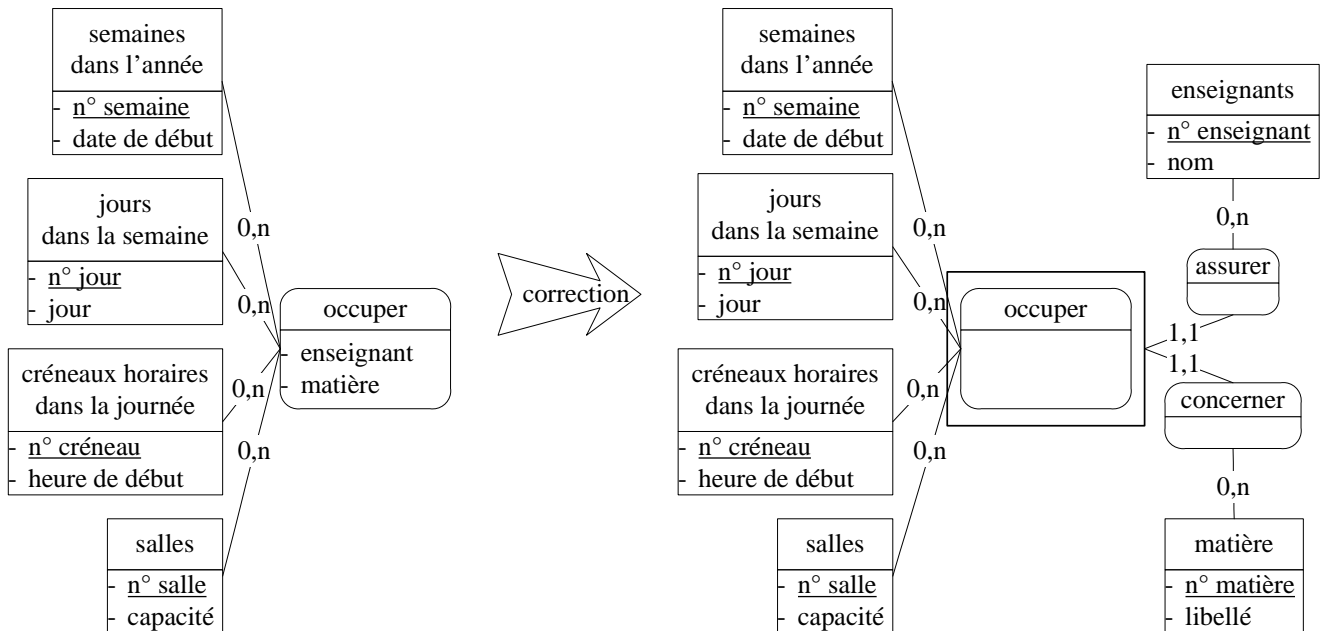 semaines
dans l'année
- n° semaine
- date de début
jours
dans la semaine
- n° jour
- jour
créneaux horaires
dans la journée
- n° créneau
- heure de début
salles
- n° salle
- capacité
0,n
0,n
0,n
0,n
occuper
- enseignant
- matière
correction
semaines
dans l'année
- n° semaine
- date de début
jours
dans la semaine
- n° jour
- jour
créneaux horaires
dans la journée
- n° créneau
- heure de début
salles
- n° salle
- capacité
0,n
0,n
0,n
0,n
occuper
enseignants
- n° enseignant
- nom
0,n
assurer
1,1
1,1
concerner
0,n
matière
- n° matière
- libellé